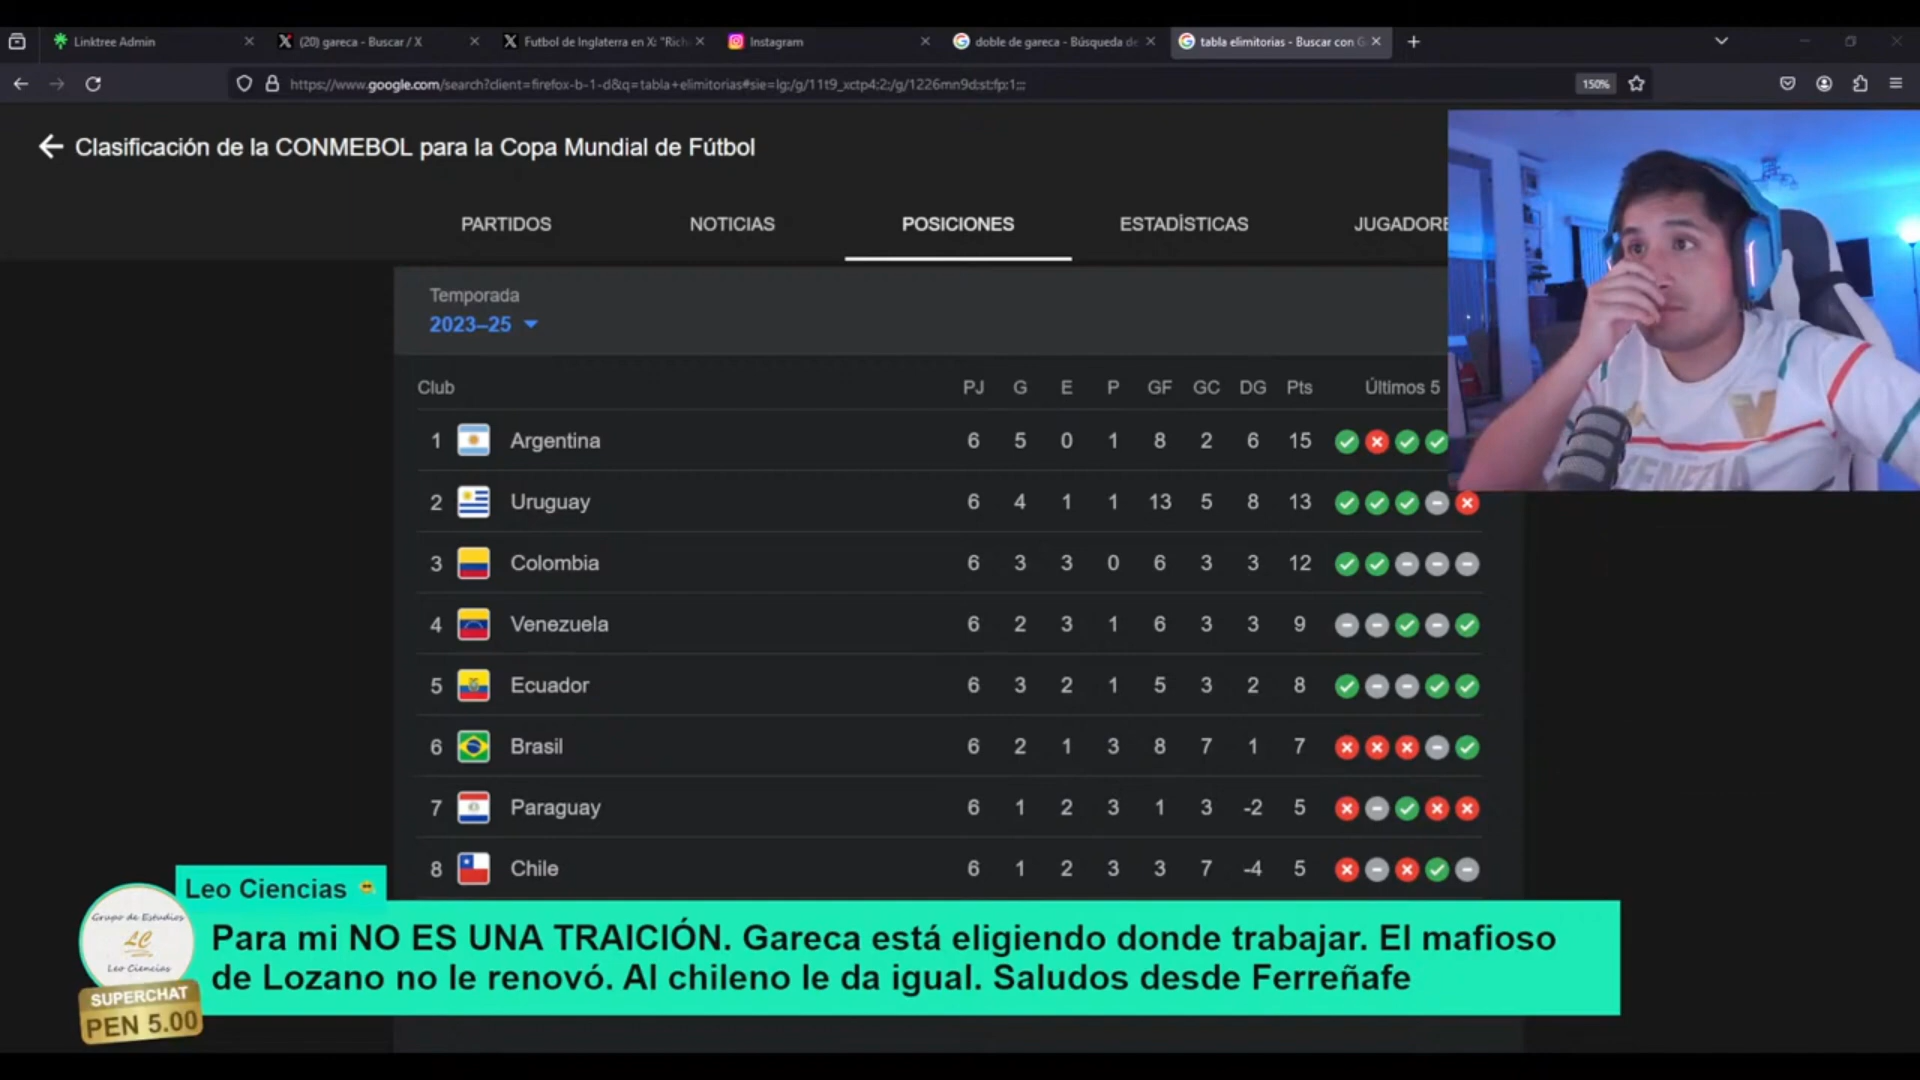 Linktree Admin
(20) gareca - Buscar / X
Futbol de Inglaterra en X: "Rich
Instagram
doble de gareca - Búsqueda de
tabla elimitorias - Buscar con G
https://www.google.com/search?client=firefox-b-1-d&q=tabla+elimitorias#sie=lg;/g/11t9_xctp4;2;/g/1226mn9d;st;fp;1;;;
150%
Clasificación de la CONMEBOL para la Copa Mundial de Fútbol
PARTIDOS NOTICIAS POSICIONES ESTADÍSTICAS JUGADORE
Temporada
2023–25
Club PJ G E P GF GC DG Pts Últimos 5
1 Argentina 6 5 0 1 8 2 6 15
2 Uruguay 6 4 1 1 13 5 8 13
3 Colombia 6 3 3 0 6 3 3 12
4 Venezuela 6 2 3 1 6 3 3 9
5 Ecuador 6 3 2 1 5 3 2 8
6 Brasil 6 2 1 3 8 7 1 7
7 Paraguay 6 1 2 3 1 3 -2 5
8 Chile 6 1 2 3 3 7 -4 5
Leo Ciencias
Grupo de Estudios
LC
Leo Ciencias
SUPERCHAT
PEN 5.00
Para mi NO ES UNA TRAICIÓN. Gareca está eligiendo donde trabajar. El mafioso
de Lozano no le renovó. Al chileno le da igual. Saludos desde Ferreñafe